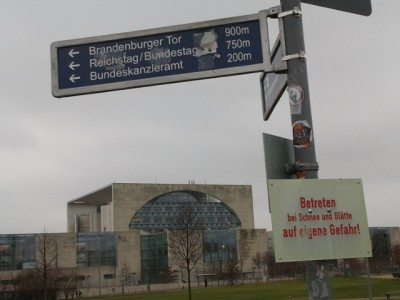 ← Brandenburger Tor 900m
← Reichstag/Bundestag 750m
← Bundeskanzleramt 200m
Betreten
bei Schnee und Glätte
auf eigene Gefahr!